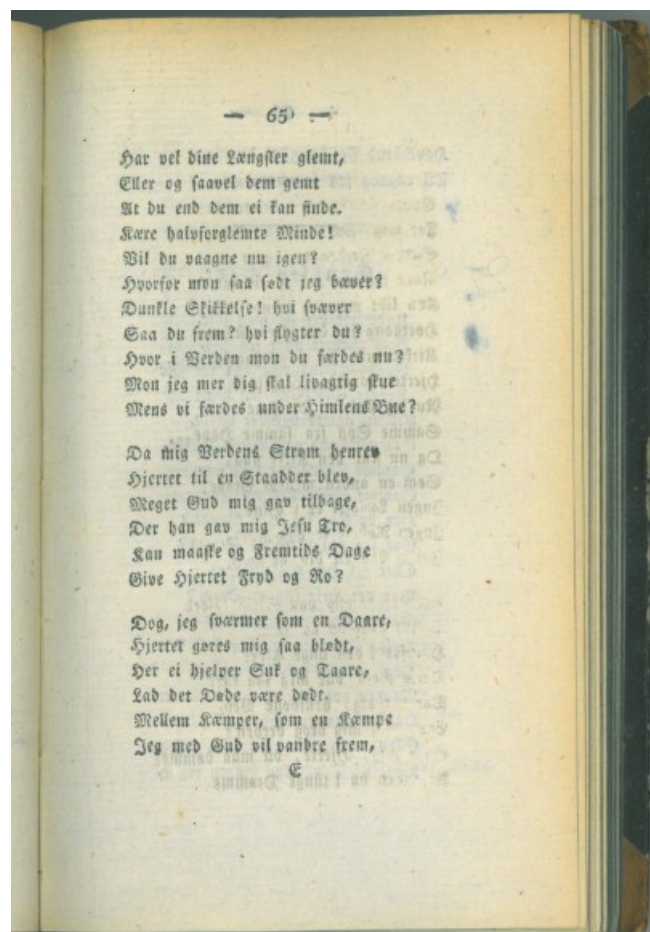 — 65 —
Har vel dine Længsler glemt,
Eller og saavel dem gemt
At du end dem ei kan finde.
Kære halvforglemte Minde!
Vil du vaagne nu igen?
Hvorfor mon saa sødt jeg bæver?
Dunkle Skikkelse! hvi svæver
Saa du frem? hvi flygter du?
Hvor i Verden mon du færdes nu?
Mon jeg mer dig skal livagtig skue
Mens vi færdes under Himlens Bue?
Da mig Verdens Strøm henrev
Hjertet til en Staadder blev,
Meget Gud mig gav tilbage,
Der han gav mig Jesu Tro,
Kan maaske og Fremtids Dage
Give Hjertet Fryd og Ro?
Dog, jeg sværmer som en Daare,
Hjertet gøres mig saa blødt,
Her ei hjelper Suk og Taare,
Lad det Døde være dødt.
Mellem Kæmper, som en Kæmpe
Jeg med Gud vil vandre frem,
E